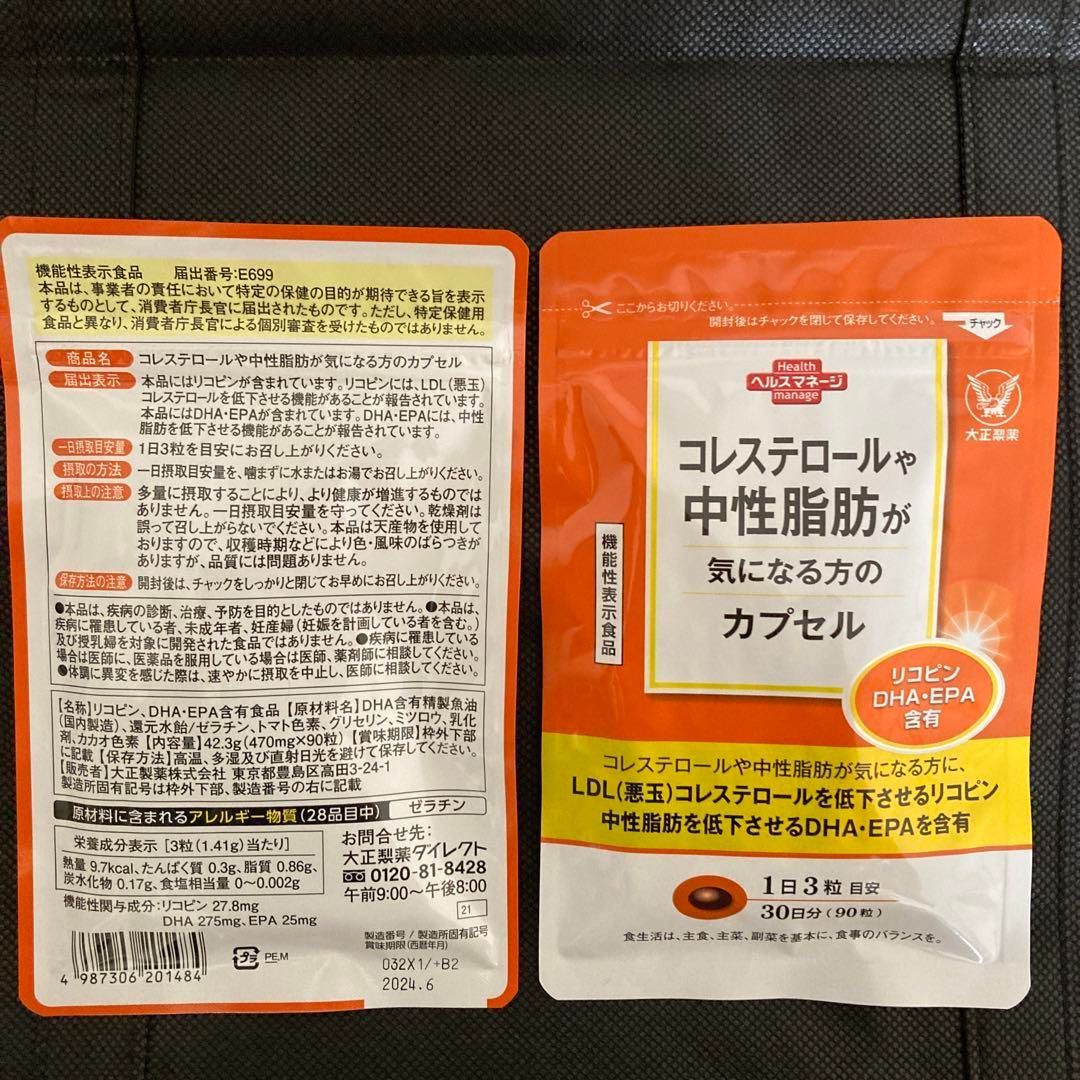 機能性表示食品 届出番号:E699
本品は、事業者の責任において特定の保健の目的が期待できる旨を表示
するものとして、消費者庁長官に届出されたものです。ただし、特定保健用
食品と異なり、消費者庁長官による個別審査を受けたものではありません。
商品名 コレステロールや中性脂肪が気になる方のカプセル
届出表示 本品にはリコピンが含まれています。リコピンには、LDL(悪玉)
コレステロールを低下させる機能があることが報告されています。
本品にはDHA・EPAが含まれています。DHA・EPAには、中性
脂肪を低下させる機能があることが報告されています。
一日摂取目安量 1日3粒を目安にお召し上がりください。
摂取の方法 一日摂取目安量を、噛まずに水またはお湯でお召し上がりください。
摂取上の注意 多量に摂取することにより、より健康が増進するものでは
ありません。一日摂取目安量を守ってください。乾燥剤は
誤って召し上がらないでください。本品は天産物を使用して
おりますので、収穫時期などにより色・風味のばらつきが
ありますが、品質には問題ありません。
保存方法の注意 開封後は、チャックをしっかりと閉じてお早めにお召し上がりください。
●本品は、疾病の診断、治療、予防を目的としたものではありません。●本品は、
疾病に罹患している者、未成年者、妊産婦(妊娠を計画している者を含む。)
及び授乳婦を対象に開発された食品ではありません。●疾病に罹患している
場合は医師に、医薬品を服用している場合は医師、薬剤師に相談してください。
●体調に異変を感じた際は、速やかに摂取を中止し、医師に相談してください。
【名称】リコピン、DHA・EPA含有食品【原材料名】DHA含有精製魚油
(国内製造)、還元水飴/ゼラチン、トマト色素、グリセリン、ミツロウ、乳化
剤、カカオ色素【内容量】42.3g(470mg×90粒)【賞味期限】枠外下部
に記載【保存方法】高温、多湿及び直射日光を避けて保存してください。
【販売者】大正製薬株式会社 東京都豊島区高田3-24-1
製造所固有記号は枠外下部、製造番号の右に記載
原材料に含まれるアレルギー物質(28品目中) ゼラチン
栄養成分表示[3粒(1.41g)当たり]
熱量 9.7kcal、たんぱく質 0.3g、脂質 0.86g、
炭水化物 0.17g、食塩相当量 0〜0.002g
機能性関与成分:リコピン 27.8mg
DHA 275mg、EPA 25mg
お問合せ先:
大正製薬ダイレクト
0120-81-8428
午前9:00〜午後8:00
21
製造番号/製造所固有記号
賞味期限(西暦年月)
032X1/+B2
2024.6
プラ PE,M
4 987306 201484
ここからお切りください。
開封後はチャックを閉じて保存してください。
チャック
Health
ヘルスマネージ
manage
大正製薬
コレステロールや
中性脂肪が
気になる方の
カプセル
機能性表示食品
リコピン
DHA・EPA
含有
コレステロールや中性脂肪が気になる方に、
LDL(悪玉)コレステロールを低下させるリコピン
中性脂肪を低下させるDHA・EPAを含有
1日3粒 目安
30日分(90粒)
食生活は、主食、主菜、副菜を基本に、食事のバランスを。